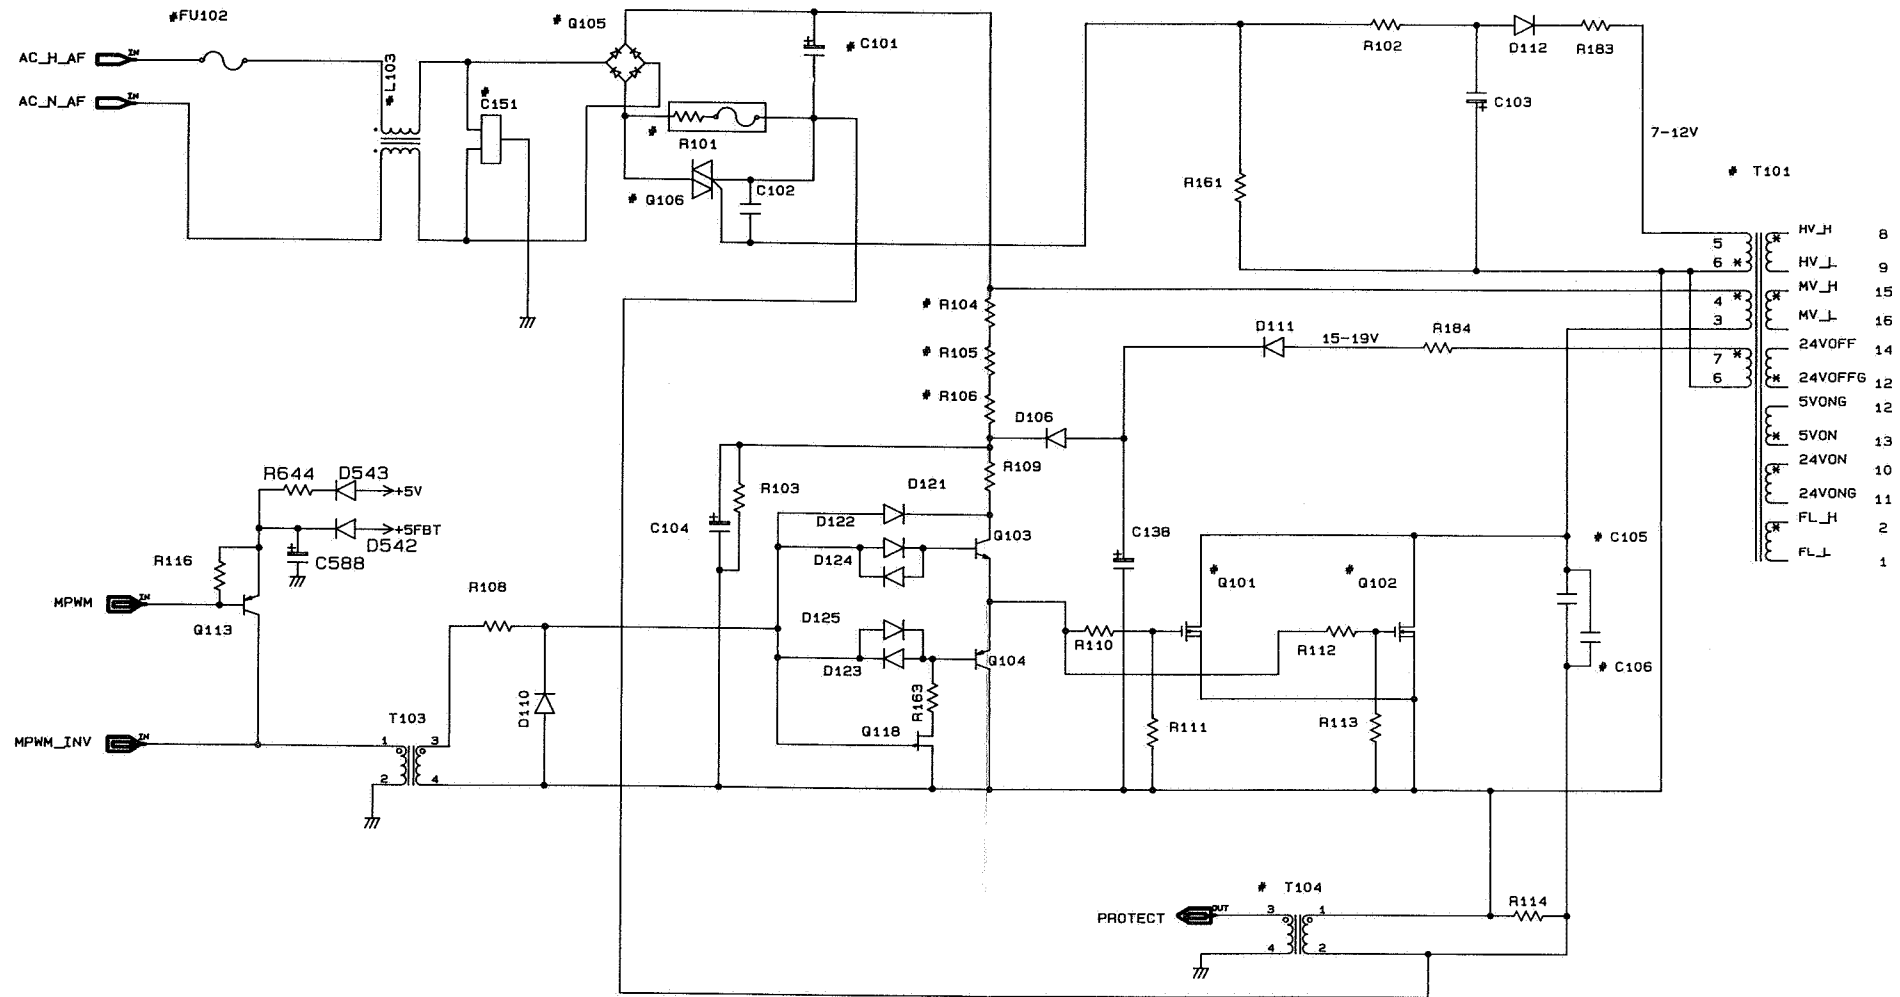 #FU102
# Q105
# C101
R102
D112
R183
AC_H_AF IN
# L103
AC_N_AF IN
# C151
C103
7-12V
# R101
# T101
# Q106
C102
R161
HV_H 8
5
6 *
HV_L 9
MV_H 15
4
3
MV_L 16
# R104
D111
15-19V
R184
24VOFF 14
# R105
7 *
6
24VOFFG 12
# R106
5VONG 12
D106
5VON 13
24VON 10
R644
D543
+5V
R109
24VONG 11
R103
D121
FL_H 2
C104
D122
C138
D542
+5FBT
Q103
# C105
FL_L 1
R116
C588
D124
# Q101
# Q102
R108
MPWM IN
Q113
D125
R110
R112
D123
Q104
# C106
D110
R163
T103
Q118
R111
R113
MPWM_INV IN
1
3
2
4
# T104
PROTECT OUT
3
1
R114
4
2